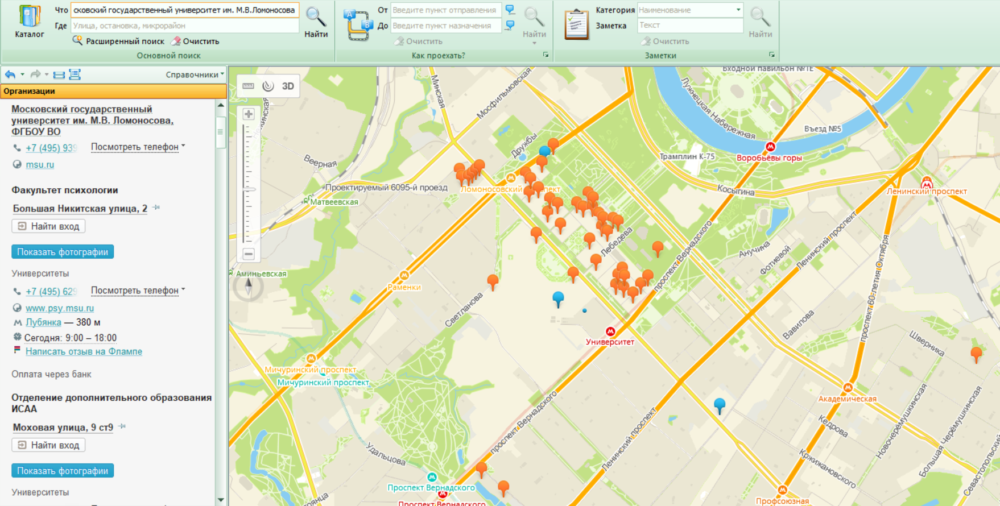 Каталог
Что
сковский государственный университет им. М.В.Ломоносова
Где
Улица, остановка, микрорайон
Расширенный поиск
Очистить
Найти
Основной поиск
A
B
От
Введите пункт отправления
До
Введите пункт назначения
Очистить
Найти
Как проехать?
Категория
Наименование
Заметка
Текст
Очистить
Найти
Заметки
Справочники
Организации
Московский государственный
университет им. М.В. Ломоносова,
ФГБОУ ВО
+7 (495) 939
Посмотреть телефон
msu.ru
Факультет психологии
Большая Никитская улица, 2
Найти вход
Показать фотографии
Университеты
+7 (495) 629
Посмотреть телефон
www.psy.msu.ru
Лубянка — 380 м
Сегодня: 9:00 – 18:00
Написать отзыв на Флампе
Оплата через банк
Отделение дополнительного образования
ИСАА
Моховая улица, 9 ст9
Найти вход
Показать фотографии
Университеты
3D
Минская
Мосфильмовская
Входной павильон №1Е
Лужнецкая Набережная
Въезд №5
Дружбы
Воробьёвы горы
Трамплин К-75
Веерная
Проектируемый 6095-й проезд
Ломоносовский проспект
Косыгина
Ленинский проспект
Матвеевская
Лебедева
проспект Вернадского
Анучина
Фотиевой
Ленинский проспект
проспект 60-летия Октября
Аминьевская
Раменки
Светланова
Университет
Вавилова
Шверника
Мичуринский проспект
Мичуринский проспект
Академическая
Кедрова
Новочерёмушкинская
Большая Черёмушкинская
Севастопольский
проспект Вернадского
Ленинский проспект
Удальцова
Кржижановского
Проспект Вернадского
Проспект Вернадского
Профсоюзная